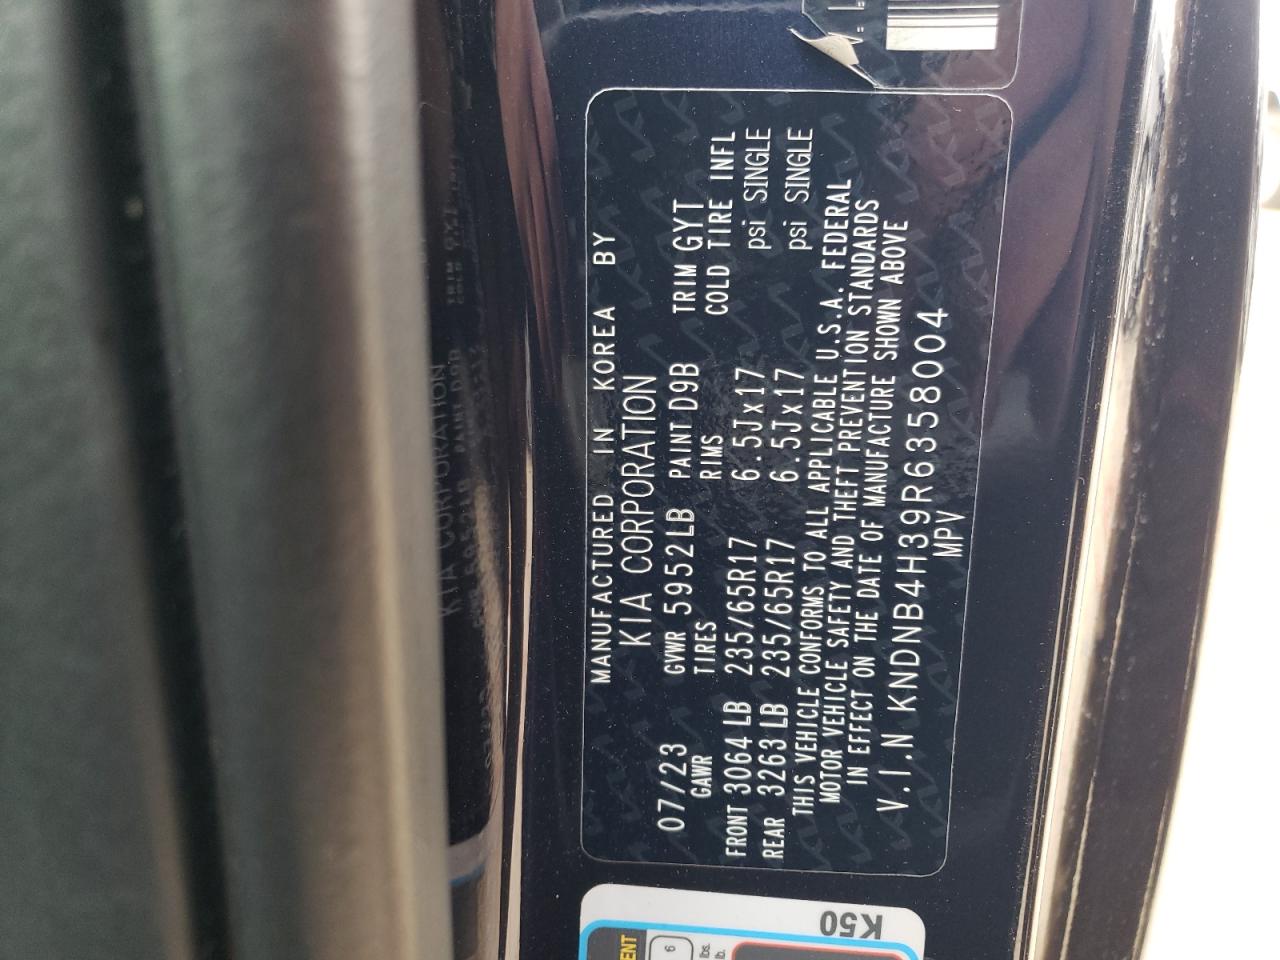 MANUFACTURED IN KOREA BY
KIA CORPORATION
07/23 GVWR 5952LB PAINT D9B TRIM GYT
GAWR TIRES RIMS COLD TIRE INFL
FRONT 3064 LB 235/65R17 6.5Jx17 psi SINGLE
REAR 3263 LB 235/65R17 6.5Jx17 psi SINGLE
THIS VEHICLE CONFORMS TO ALL APPLICABLE U.S.A. FEDERAL
MOTOR VEHICLE SAFETY AND THEFT PREVENTION STANDARDS
IN EFFECT ON THE DATE OF MANUFACTURE SHOWN ABOVE
V.I.N KNDNB4H39R6358004
MPV
K50
6
lbs.
lb.